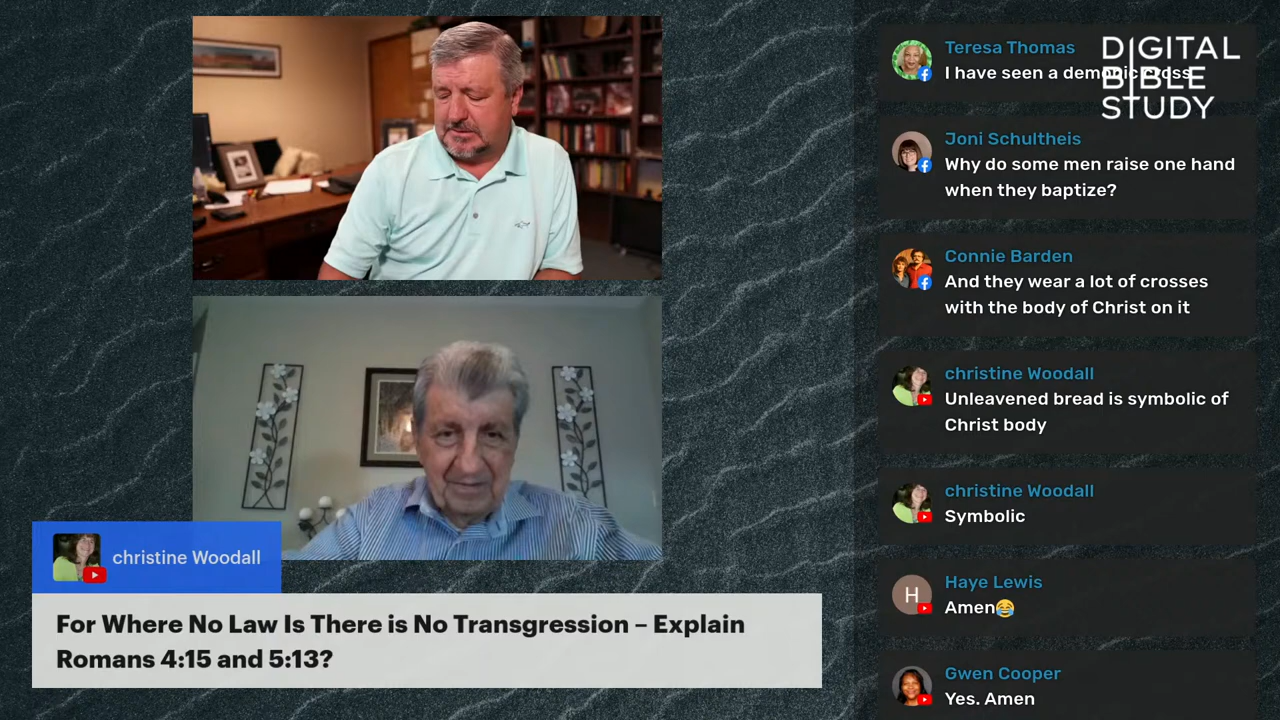 christine Woodall
For Where No Law Is There is No Transgression – Explain
Romans 4:15 and 5:13?
DIGITAL
BIBLE
STUDY
Teresa Thomas
I have seen a demonic cross
Joni Schultheis
Why do some men raise one hand
when they baptize?
Connie Barden
And they wear a lot of crosses
with the body of Christ on it
christine Woodall
Unleavened bread is symbolic of
Christ body
christine Woodall
Symbolic
H
Haye Lewis
Amen😂
Gwen Cooper
Yes. Amen